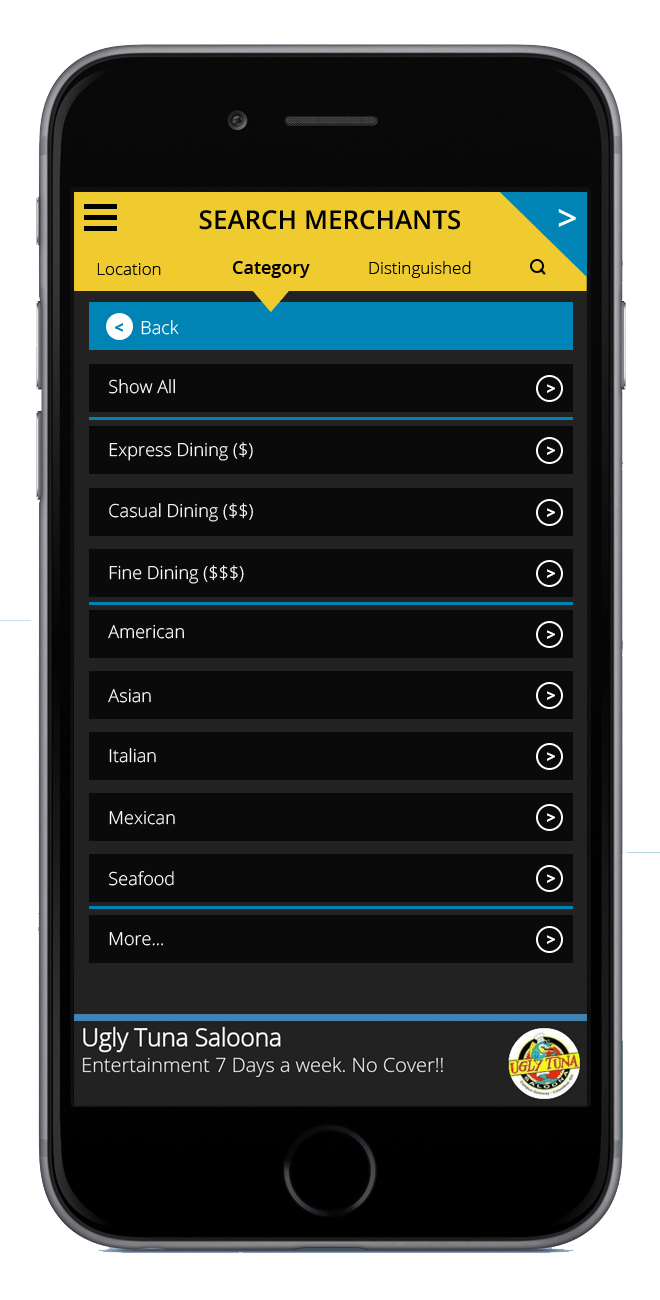 SEARCH MERCHANTS
>
Location Category Distinguished
< Back
Show All >
Express Dining ($) >
Casual Dining ($$) >
Fine Dining ($$$) >
American >
Asian >
Italian >
Mexican >
Seafood >
More... >
Ugly Tuna Saloona
Entertainment 7 Days a week. No Cover!!
UGLY TUNA
SALOONA